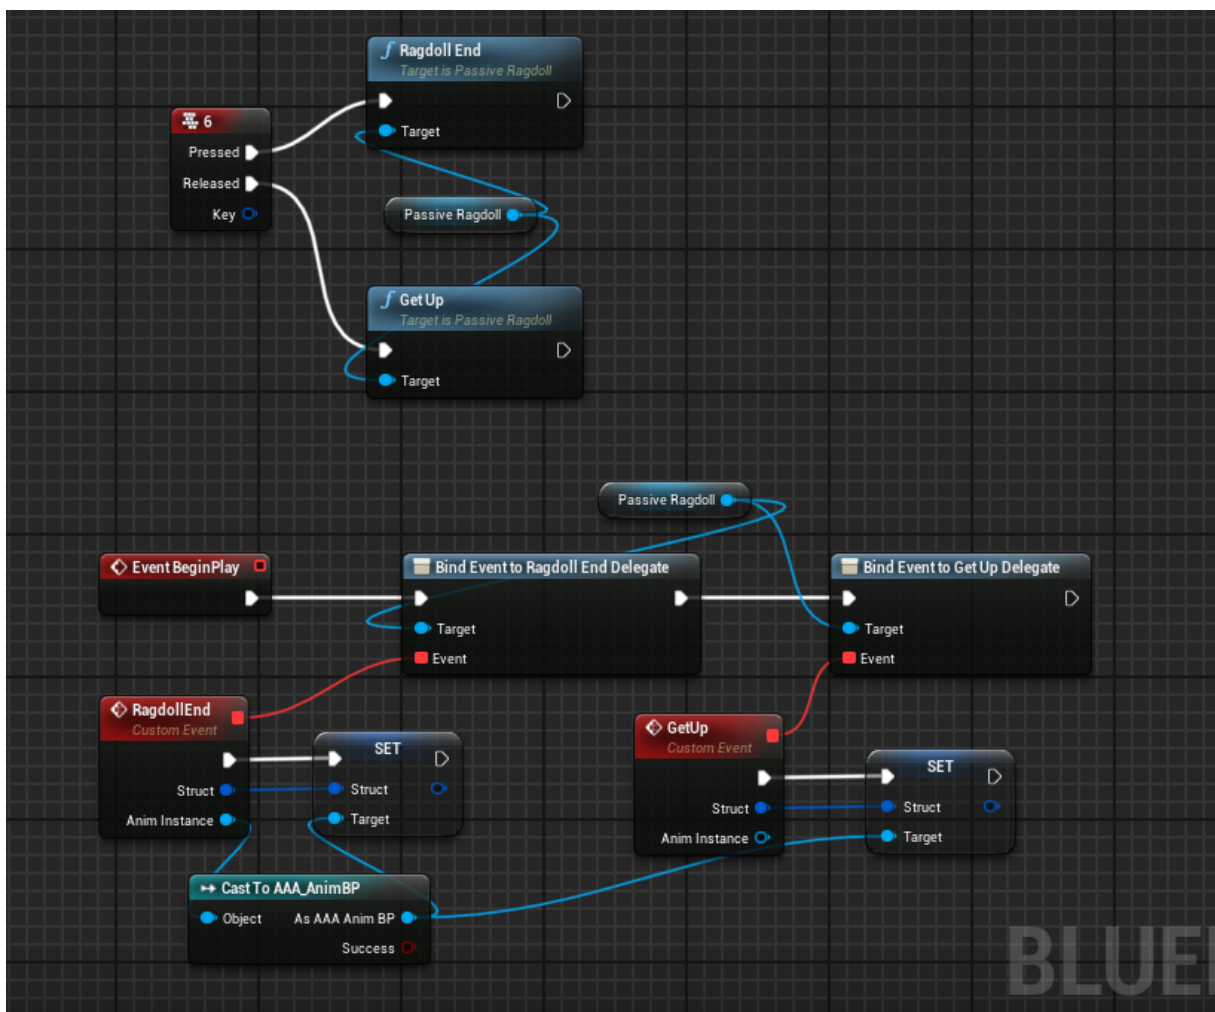 Ragdoll End
Target is Passive Ragdoll
Target
6
Pressed
Released
Key
Passive Ragdoll
Get Up
Target is Passive Ragdoll
Target
Passive Ragdoll
Event BeginPlay
Bind Event to Ragdoll End Delegate
Target
Event
Bind Event to Get Up Delegate
Target
Event
RagdollEnd
Custom Event
Struct
Anim Instance
SET
Struct
Target
GetUp
Custom Event
Struct
Anim Instance
SET
Struct
Target
Cast To AAA_AnimBP
Object As AAA Anim BP
Success
BLUE